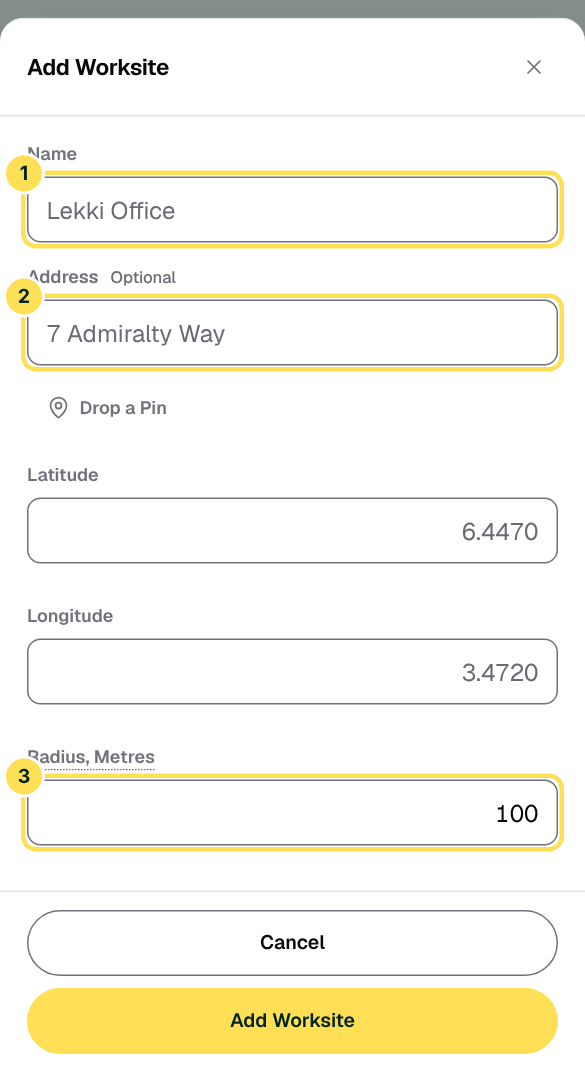 Add Worksite
Name
1
Lekki Office
Address Optional
2
7 Admiralty Way
Drop a Pin
Latitude
6.4470
Longitude
3.4720
Radius, Metres
3
100
Cancel
Add Worksite